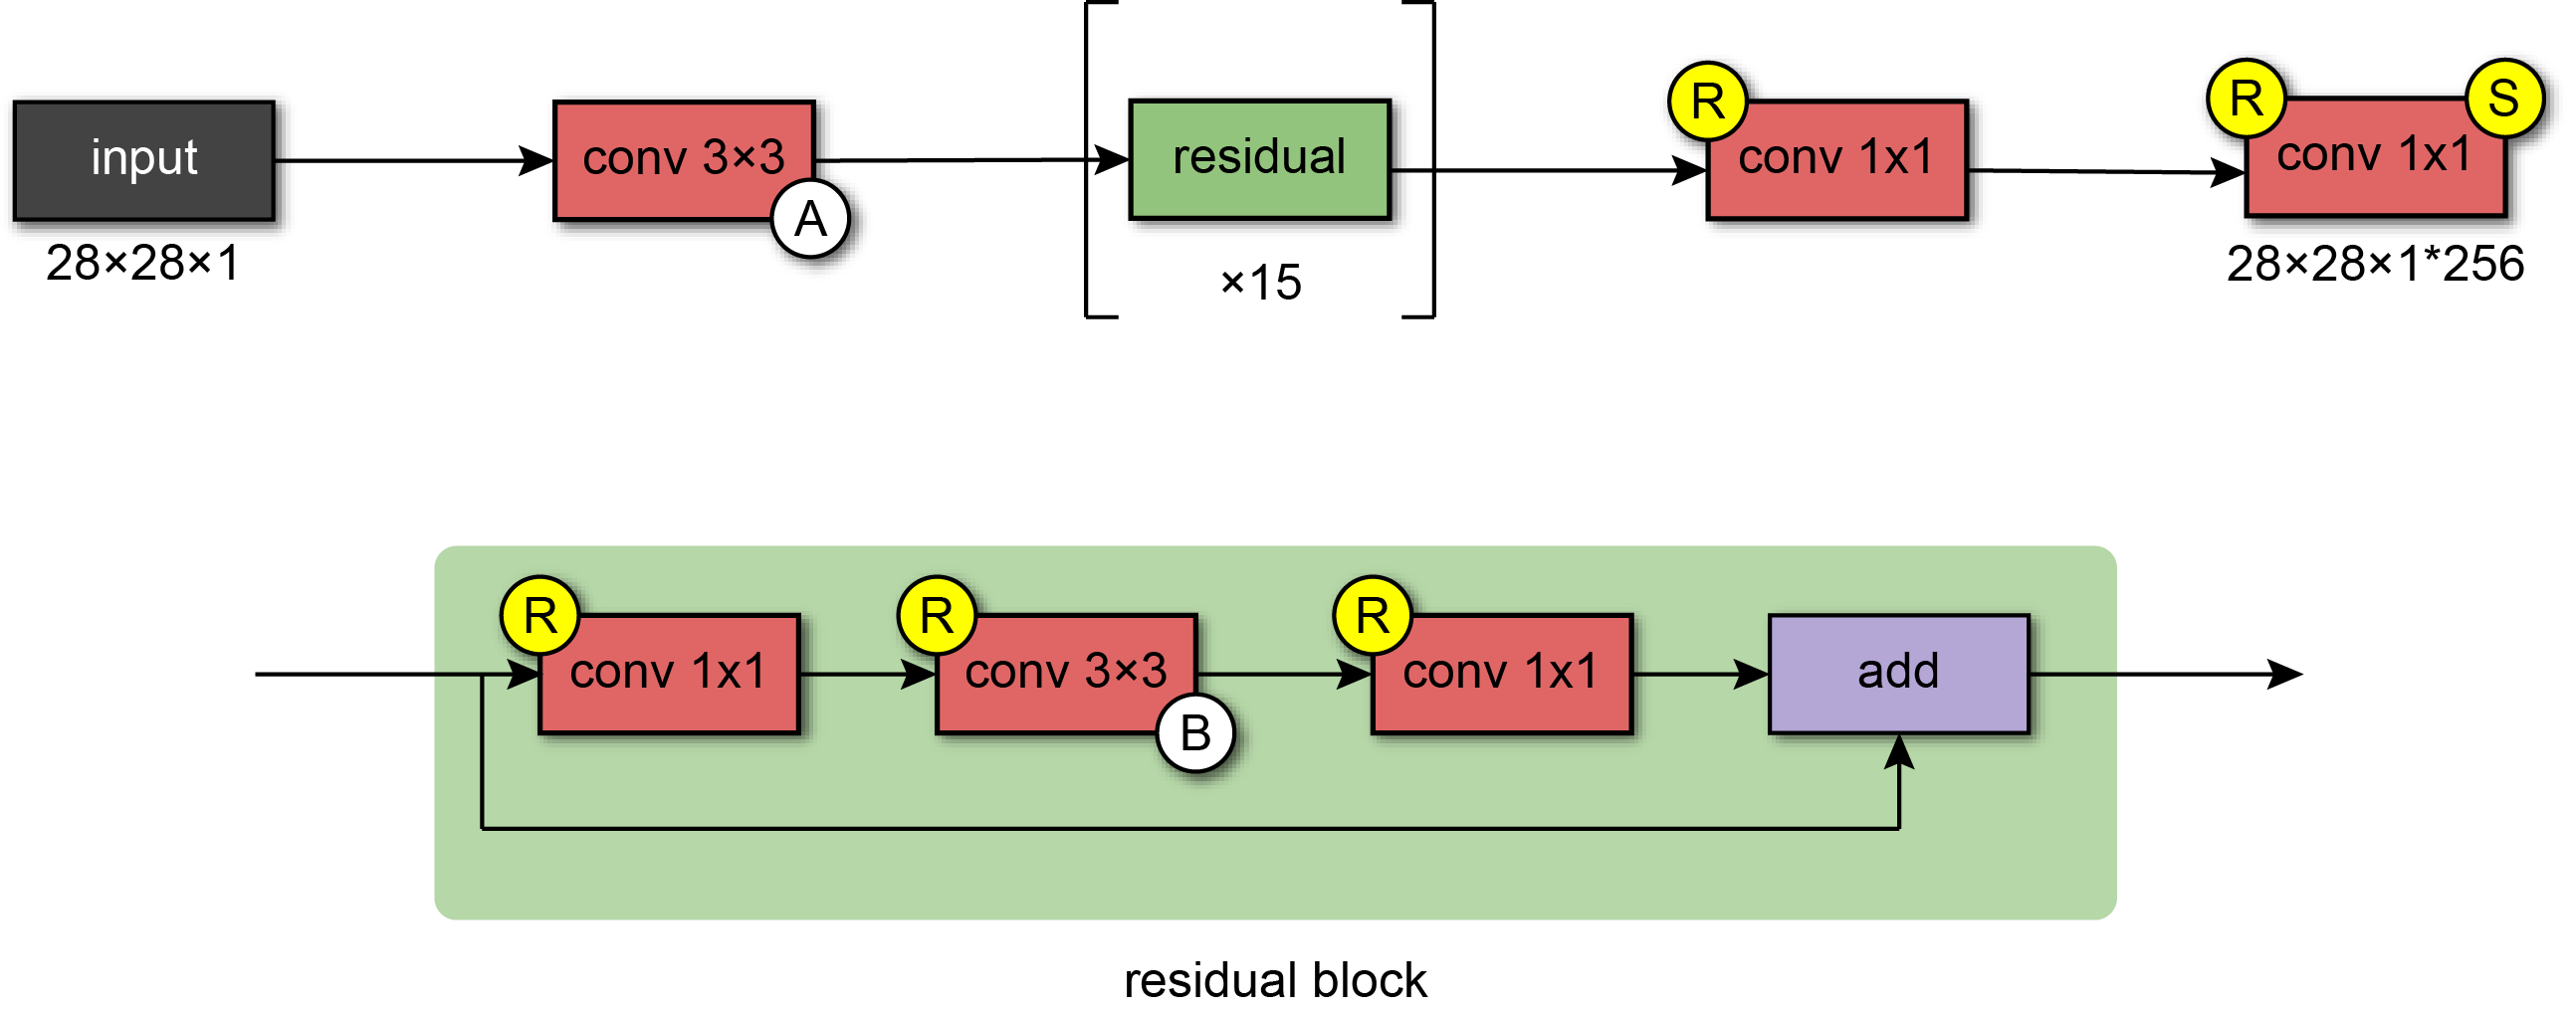 input
28×28×1
conv 3×3
A
residual
×15
R
conv 1x1
R
S
conv 1x1
28×28×1*256
R
conv 1x1
R
conv 3×3
B
R
conv 1x1
add
residual block